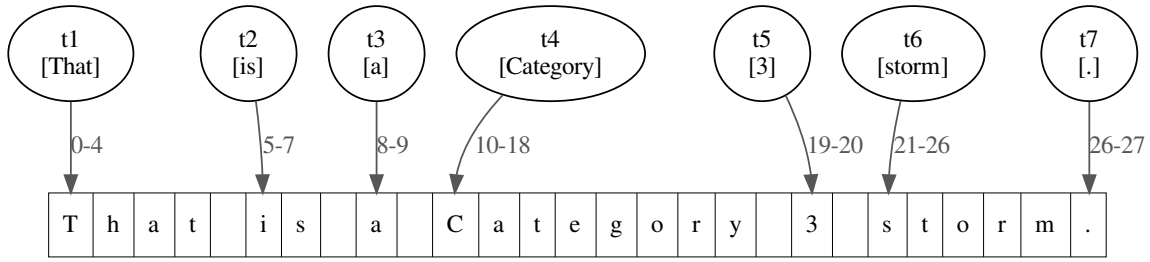 t1 t2 t3 t4 t5 t6 t7
[That] [is] [a] [Category] [3] [storm] [.]
0-4 5-7 8-9 10-18 19-20 21-26 26-27
T h a t i s a C a t e g o r y 3 s t o r m .